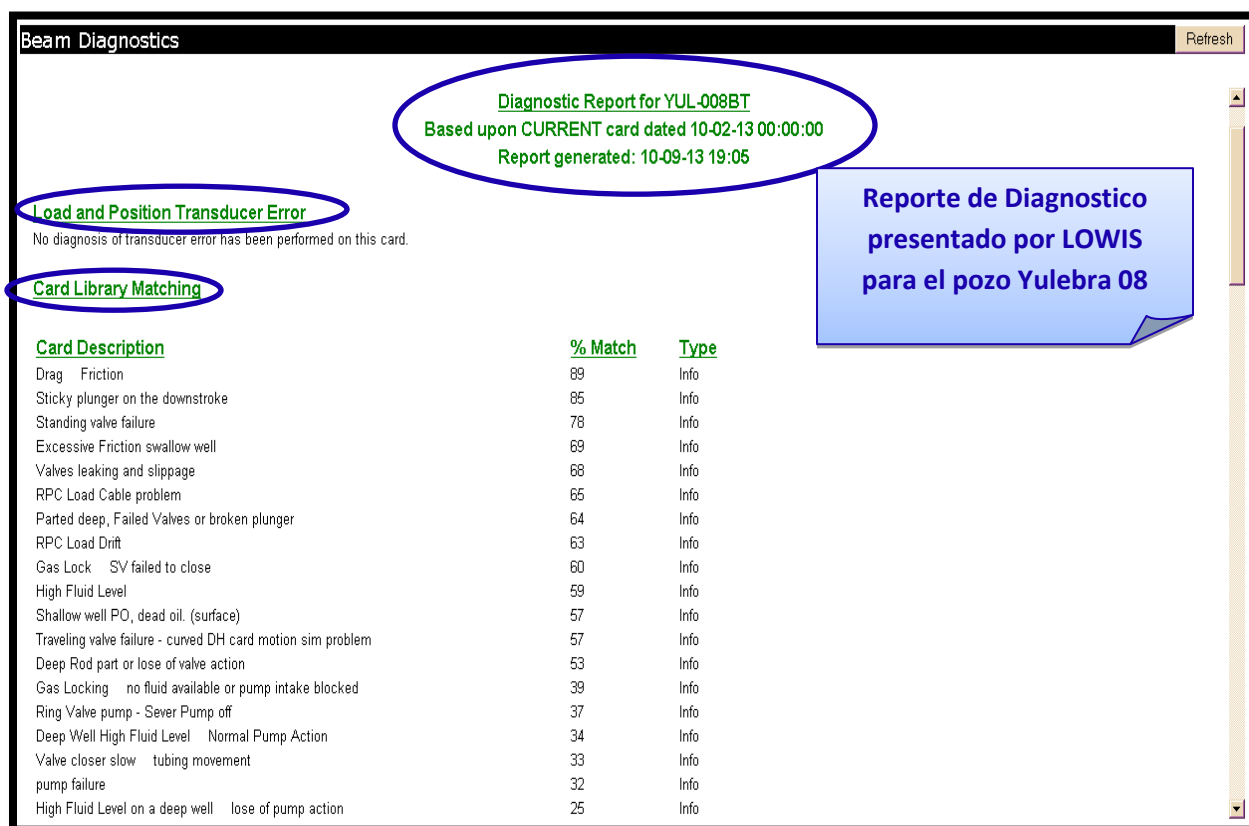 Beam Diagnostics
Refresh
Diagnostic Report for YUL-008BT
Based upon CURRENT card dated 10-02-13 00:00:00
Report generated: 10-09-13 19:05
Reporte de Diagnostico
presentado por LOWIS
para el pozo Yulebra 08
Load and Position Transducer Error
No diagnosis of transducer error has been performed on this card.
Card Library Matching
Card Description % Match Type
Drag Friction 89 Info
Sticky plunger on the downstroke 85 Info
Standing valve failure 78 Info
Excessive Friction swallow well 69 Info
Valves leaking and slippage 68 Info
RPC Load Cable problem 65 Info
Parted deep, Failed Valves or broken plunger 64 Info
RPC Load Drift 63 Info
Gas Lock SV failed to close 60 Info
High Fluid Level 59 Info
Shallow well PO, dead oil. (surface) 57 Info
Traveling valve failure - curved DH card motion sim problem 57 Info
Deep Rod part or lose of valve action 53 Info
Gas Locking no fluid available or pump intake blocked 39 Info
Ring Valve pump - Sever Pump off 37 Info
Deep Well High Fluid Level Normal Pump Action 34 Info
Valve closer slow tubing movement 33 Info
pump failure 32 Info
High Fluid Level on a deep well lose of pump action 25 Info